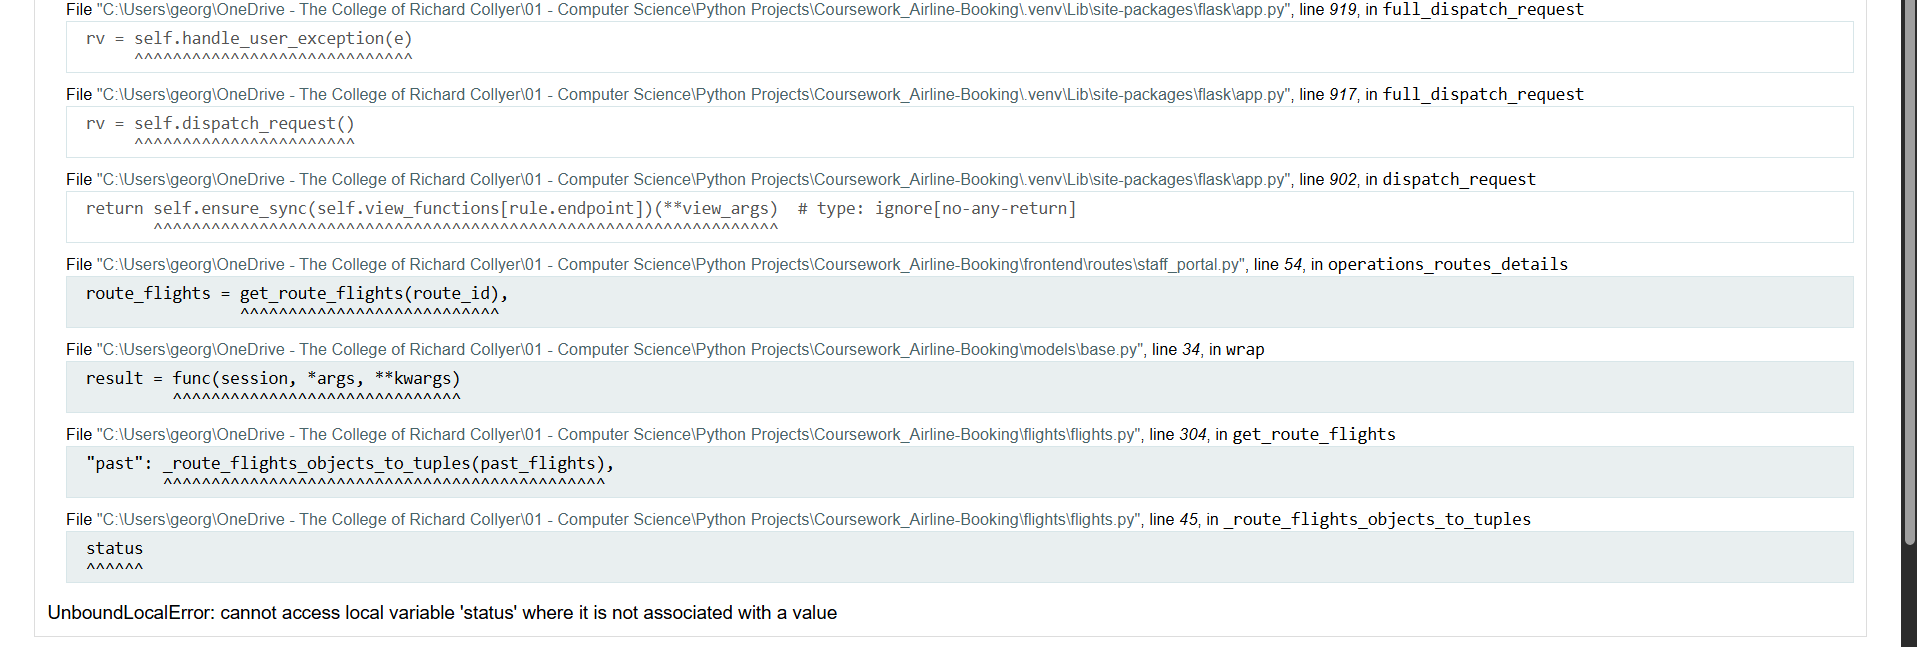 File "C:\Users\georg\OneDrive - The College of Richard Collyer\01 - Computer Science\Python Projects\Coursework_Airline-Booking\.venv\Lib\site-packages\flask\app.py", line 919, in full_dispatch_request
rv = self.handle_user_exception(e)
^^^^^^^^^^^^^^^^^^^^^^^^^^^^^
File "C:\Users\georg\OneDrive - The College of Richard Collyer\01 - Computer Science\Python Projects\Coursework_Airline-Booking\.venv\Lib\site-packages\flask\app.py", line 917, in full_dispatch_request
rv = self.dispatch_request()
^^^^^^^^^^^^^^^^^^^^^^^
File "C:\Users\georg\OneDrive - The College of Richard Collyer\01 - Computer Science\Python Projects\Coursework_Airline-Booking\.venv\Lib\site-packages\flask\app.py", line 902, in dispatch_request
return self.ensure_sync(self.view_functions[rule.endpoint])(**view_args)  # type: ignore[no-any-return]
^^^^^^^^^^^^^^^^^^^^^^^^^^^^^^^^^^^^^^^^^^^^^^^^^^^^^^^^^^^^^^^^^
File "C:\Users\georg\OneDrive - The College of Richard Collyer\01 - Computer Science\Python Projects\Coursework_Airline-Booking\frontend\routes\staff_portal.py", line 54, in operations_routes_details
route_flights = get_route_flights(route_id),
^^^^^^^^^^^^^^^^^^^^^^^^^^^
File "C:\Users\georg\OneDrive - The College of Richard Collyer\01 - Computer Science\Python Projects\Coursework_Airline-Booking\models\base.py", line 34, in wrap
result = func(session, *args, **kwargs)
^^^^^^^^^^^^^^^^^^^^^^^^^^^^^^
File "C:\Users\georg\OneDrive - The College of Richard Collyer\01 - Computer Science\Python Projects\Coursework_Airline-Booking\flights\flights.py", line 304, in get_route_flights
"past": _route_flights_objects_to_tuples(past_flights),
^^^^^^^^^^^^^^^^^^^^^^^^^^^^^^^^^^^^^^^^^^^^^^
File "C:\Users\georg\OneDrive - The College of Richard Collyer\01 - Computer Science\Python Projects\Coursework_Airline-Booking\flights\flights.py", line 45, in _route_flights_objects_to_tuples
status
^^^^^^
UnboundLocalError: cannot access local variable 'status' where it is not associated with a value